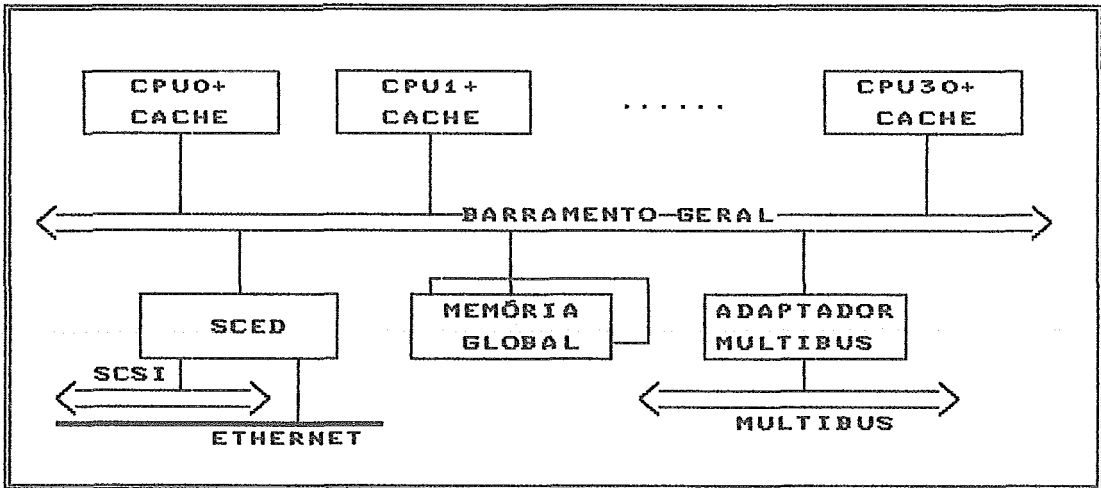 CPU0+
CACHE
CPU1+
CACHE
......
CPU30+
CACHE
BARRAMENTO GERAL
SCED
MEMÓRIA
GLOBAL
ADAPTADOR
MULTIBUS
SCSI
ETHERNET
MULTIBUS